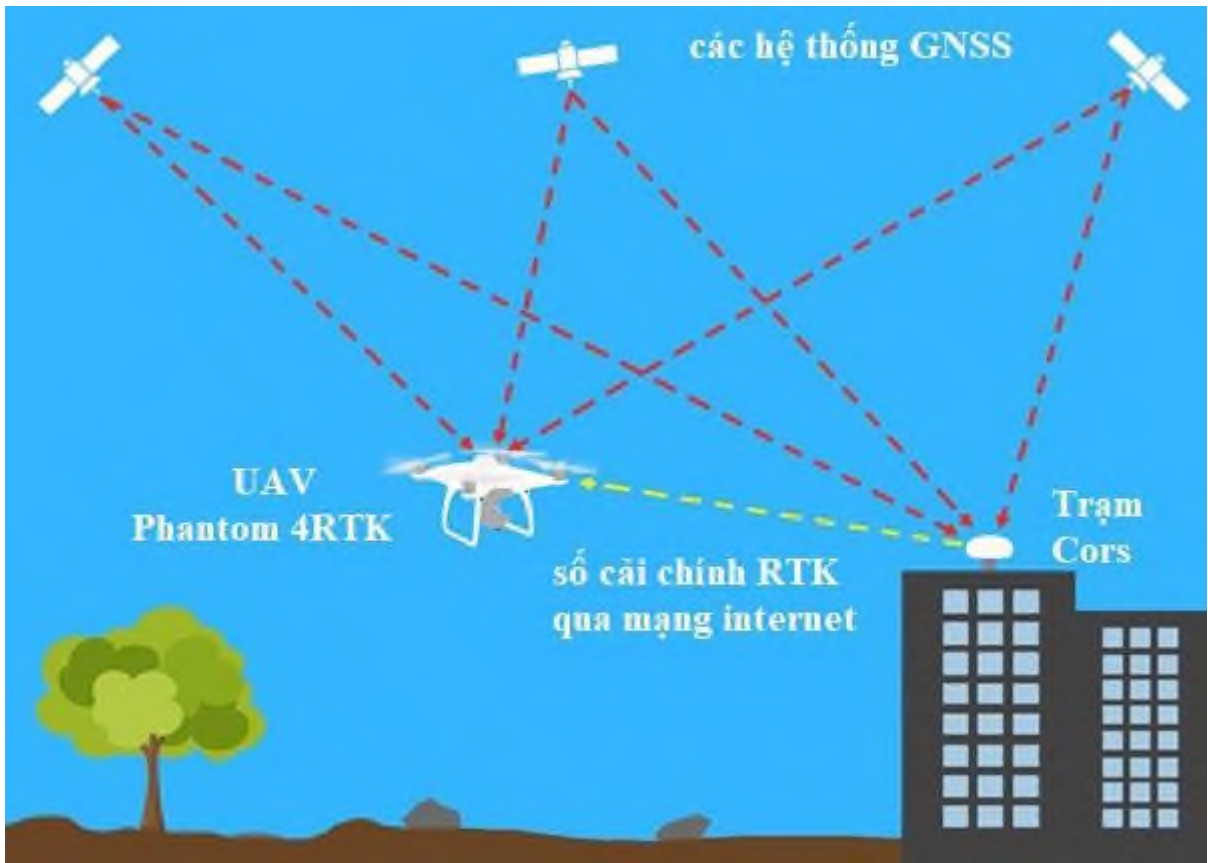 các hệ thống GNSS
UAV
Phantom 4RTK
Trạm
Cors
số cải chính RTK
qua mạng internet